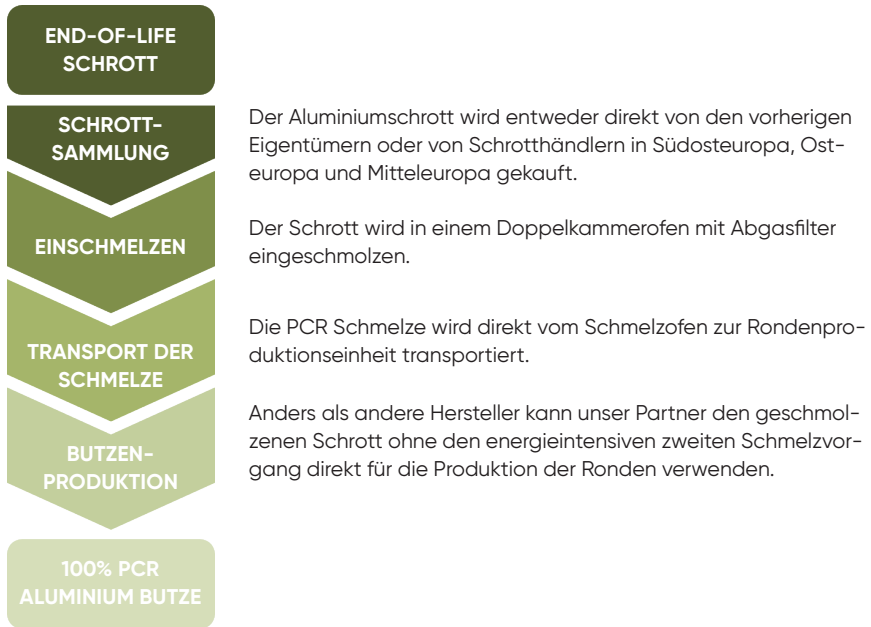 END-OF-LIFE
SCHROTT
SCHROTT-
SAMMLUNG
Der Aluminiumschrott wird entweder direkt von den vorherigen
Eigentümern oder von Schrotthändlern in Südosteuropa, Ost-
europa und Mitteleuropa gekauft.
EINSCHMELZEN
Der Schrott wird in einem Doppelkammerofen mit Abgasfilter
eingeschmolzen.
TRANSPORT DER
SCHMELZE
Die PCR Schmelze wird direkt vom Schmelzofen zur Rondenpro-
duktionseinheit transportiert.
BUTZEN-
PRODUKTION
Anders als andere Hersteller kann unser Partner den geschmol-
zenen Schrott ohne den energieintensiven zweiten Schmelzvor-
gang direkt für die Produktion der Ronden verwenden.
100% PCR
ALUMINIUM BUTZE